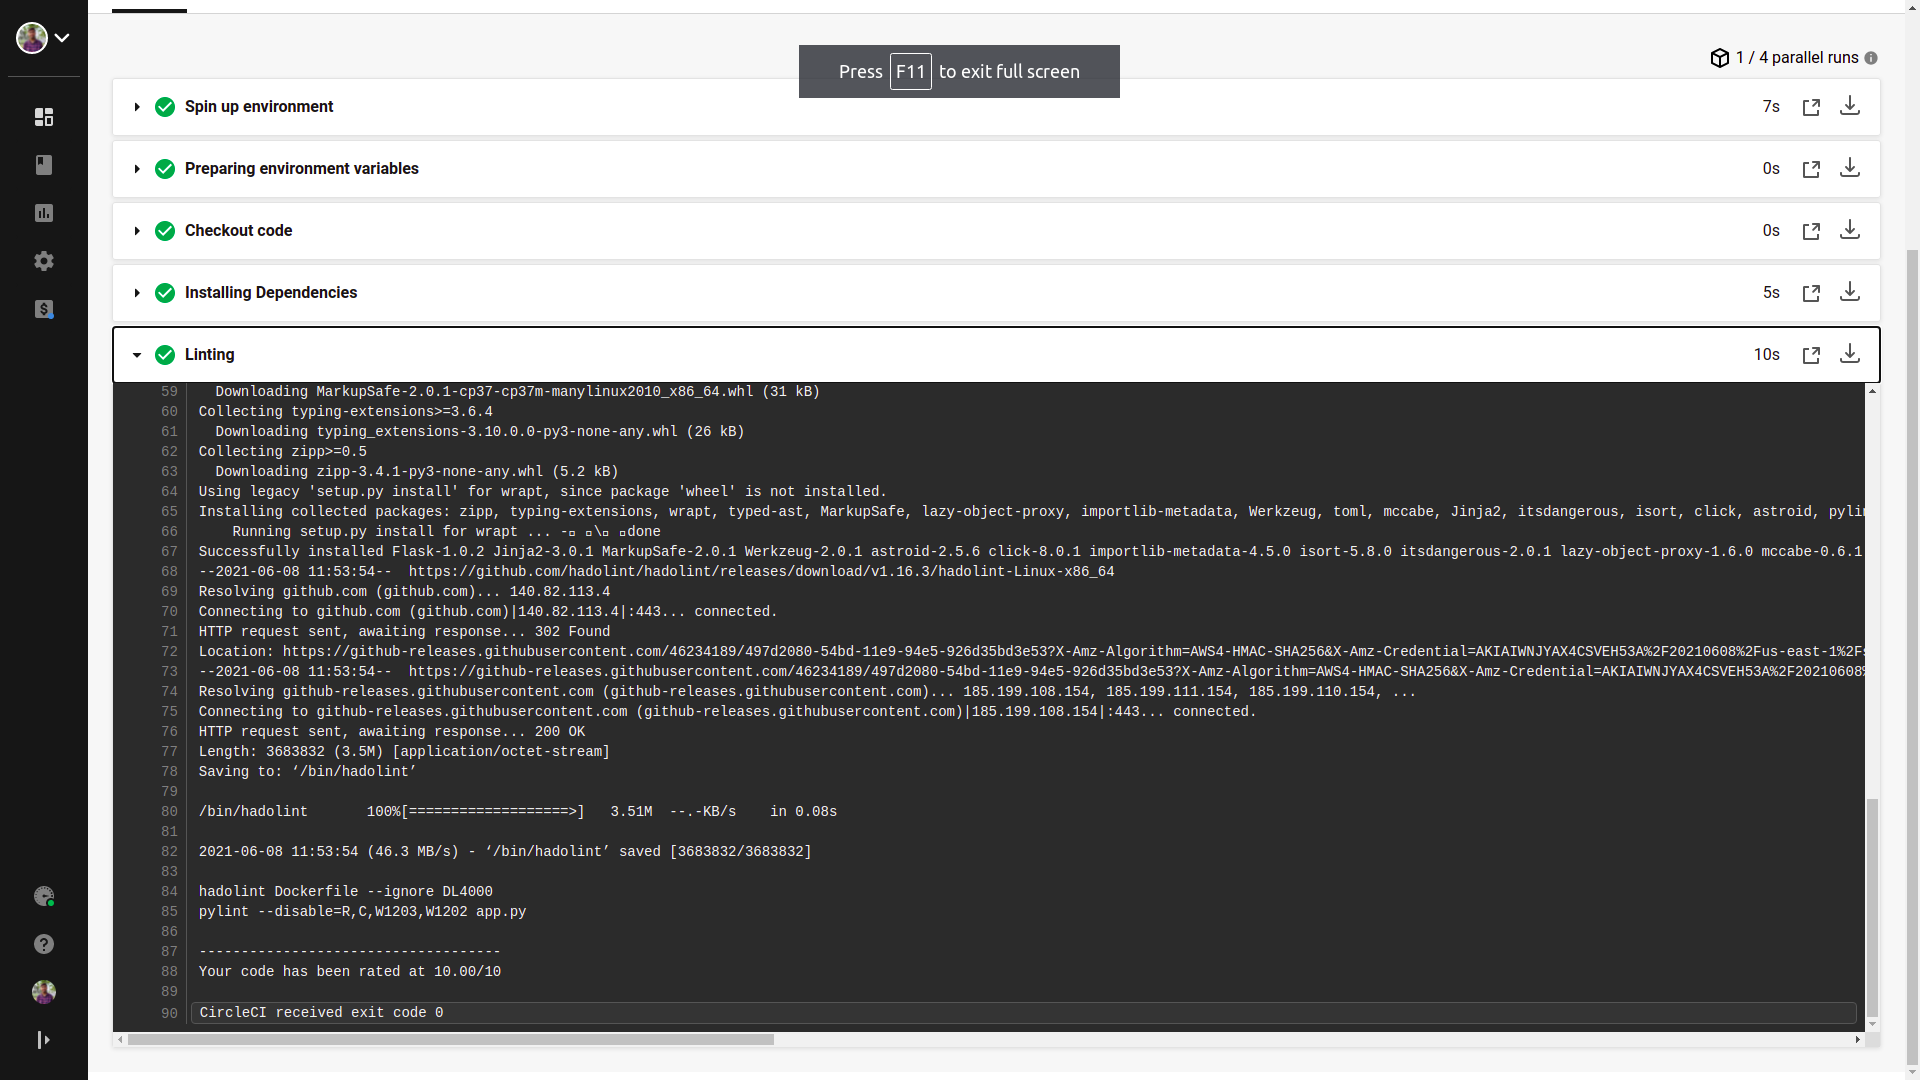 1 / 4 parallel runs
Press F11 to exit full screen
Spin up environment 7s
Preparing environment variables 0s
Checkout code 0s
Installing Dependencies 5s
Linting 10s
59 Downloading MarkupSafe-2.0.1-cp37-cp37m-manylinux2010_x86_64.whl (31 kB)
60 Collecting typing-extensions>=3.6.4
61 Downloading typing_extensions-3.10.0.0-py3-none-any.whl (26 kB)
62 Collecting zipp>=0.5
63 Downloading zipp-3.4.1-py3-none-any.whl (5.2 kB)
64 Using legacy 'setup.py install' for wrapt, since package 'wheel' is not installed.
65 Installing collected packages: zipp, typing-extensions, wrapt, typed-ast, MarkupSafe, lazy-object-proxy, importlib-metadata, Werkzeug, toml, mccabe, Jinja2, itsdangerous, isort, click, astroid, pylin
66 Running setup.py install for wrapt ... - \ done
67 Successfully installed Flask-1.0.2 Jinja2-3.0.1 MarkupSafe-2.0.1 Werkzeug-2.0.1 astroid-2.5.6 click-8.0.1 importlib-metadata-4.5.0 isort-5.8.0 itsdangerous-2.0.1 lazy-object-proxy-1.6.0 mccabe-0.6.1
68 --2021-06-08 11:53:54-- https://github.com/hadolint/hadolint/releases/download/v1.16.3/hadolint-Linux-x86_64
69 Resolving github.com (github.com)... 140.82.113.4
70 Connecting to github.com (github.com)|140.82.113.4|:443... connected.
71 HTTP request sent, awaiting response... 302 Found
72 Location: https://github-releases.githubusercontent.com/46234189/497d2080-54bd-11e9-94e5-926d35bd3e53?X-Amz-Algorithm=AWS4-HMAC-SHA256&X-Amz-Credential=AKIAIWNJYAX4CSVEH53A%2F20210608%2Fus-east-1%2Fs
73 --2021-06-08 11:53:54-- https://github-releases.githubusercontent.com/46234189/497d2080-54bd-11e9-94e5-926d35bd3e53?X-Amz-Algorithm=AWS4-HMAC-SHA256&X-Amz-Credential=AKIAIWNJYAX4CSVEH53A%2F20210608%
74 Resolving github-releases.githubusercontent.com (github-releases.githubusercontent.com)... 185.199.108.154, 185.199.111.154, 185.199.110.154, ...
75 Connecting to github-releases.githubusercontent.com (github-releases.githubusercontent.com)|185.199.108.154|:443... connected.
76 HTTP request sent, awaiting response... 200 OK
77 Length: 3683832 (3.5M) [application/octet-stream]
78 Saving to: ‘/bin/hadolint’
79
80 /bin/hadolint 100%[===================>] 3.51M --.-KB/s in 0.08s
81
82 2021-06-08 11:53:54 (46.3 MB/s) - ‘/bin/hadolint’ saved [3683832/3683832]
83
84 hadolint Dockerfile --ignore DL4000
85 pylint --disable=R,C,W1203,W1202 app.py
86
87 ------------------------------------
88 Your code has been rated at 10.00/10
89
90 CircleCI received exit code 0